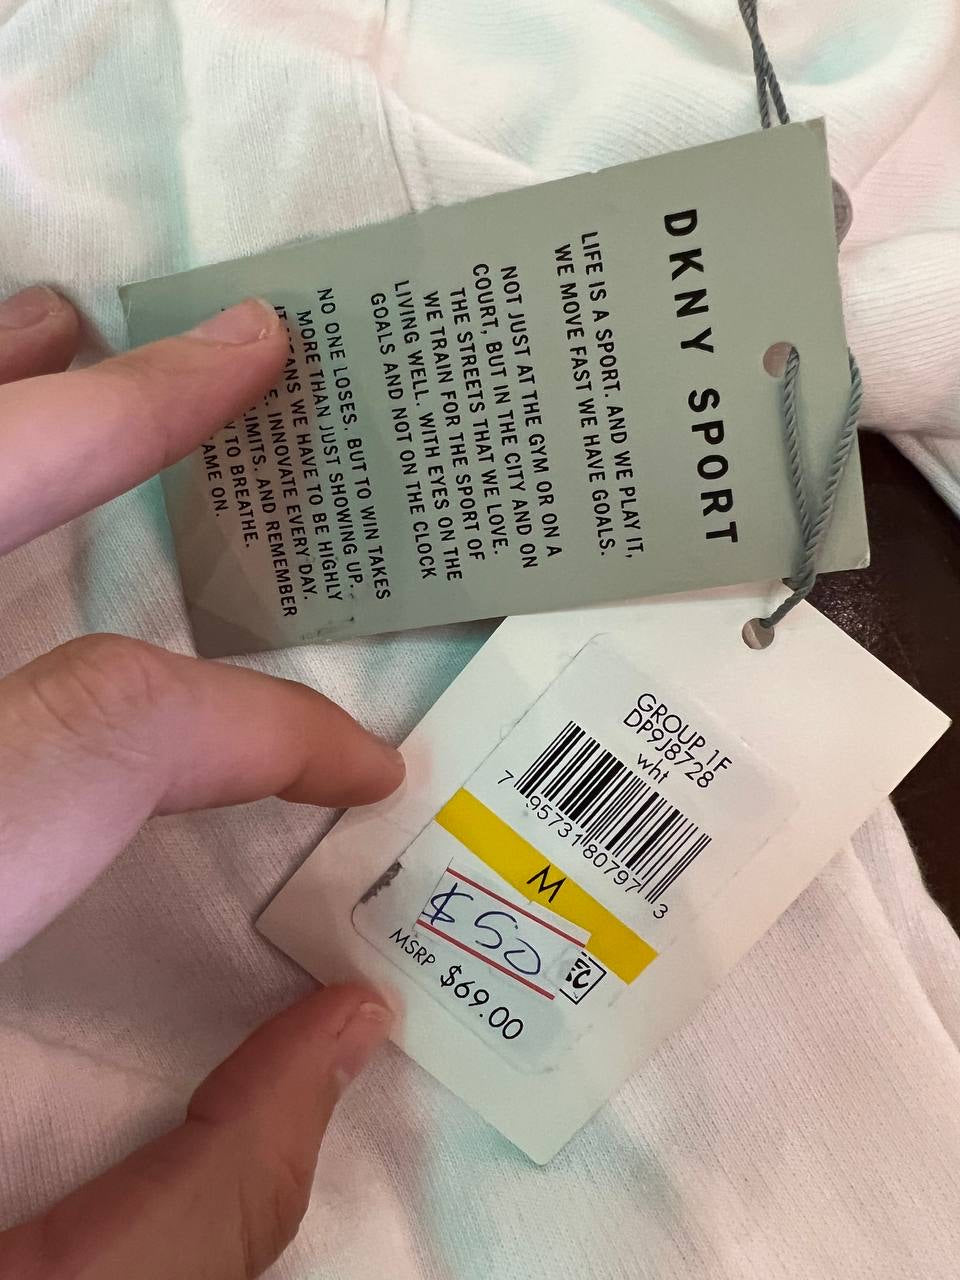 DKNY SPORT
LIFE IS A SPORT. AND WE PLAY IT,
WE MOVE FAST WE HAVE GOALS.
NOT JUST AT THE GYM OR ON A
COURT, BUT IN THE CITY AND ON
THE STREETS THAT WE LOVE.
WE TRAIN FOR THE SPORT OF
LIVING WELL. WITH EYES ON THE
GOALS AND NOT ON THE CLOCK
NO ONE LOSES. BUT TO WIN TAKES
MORE THAN JUST SHOWING UP.
IT MEANS WE HAVE TO BE HIGHLY
INNOVATE EVERY DAY.
LIMITS. AND REMEMBER
TO BREATHE.
ON.
GROUP 1F
DP9J8728
wht
7 95731 80797 3
M
$50
MSRP $69.00